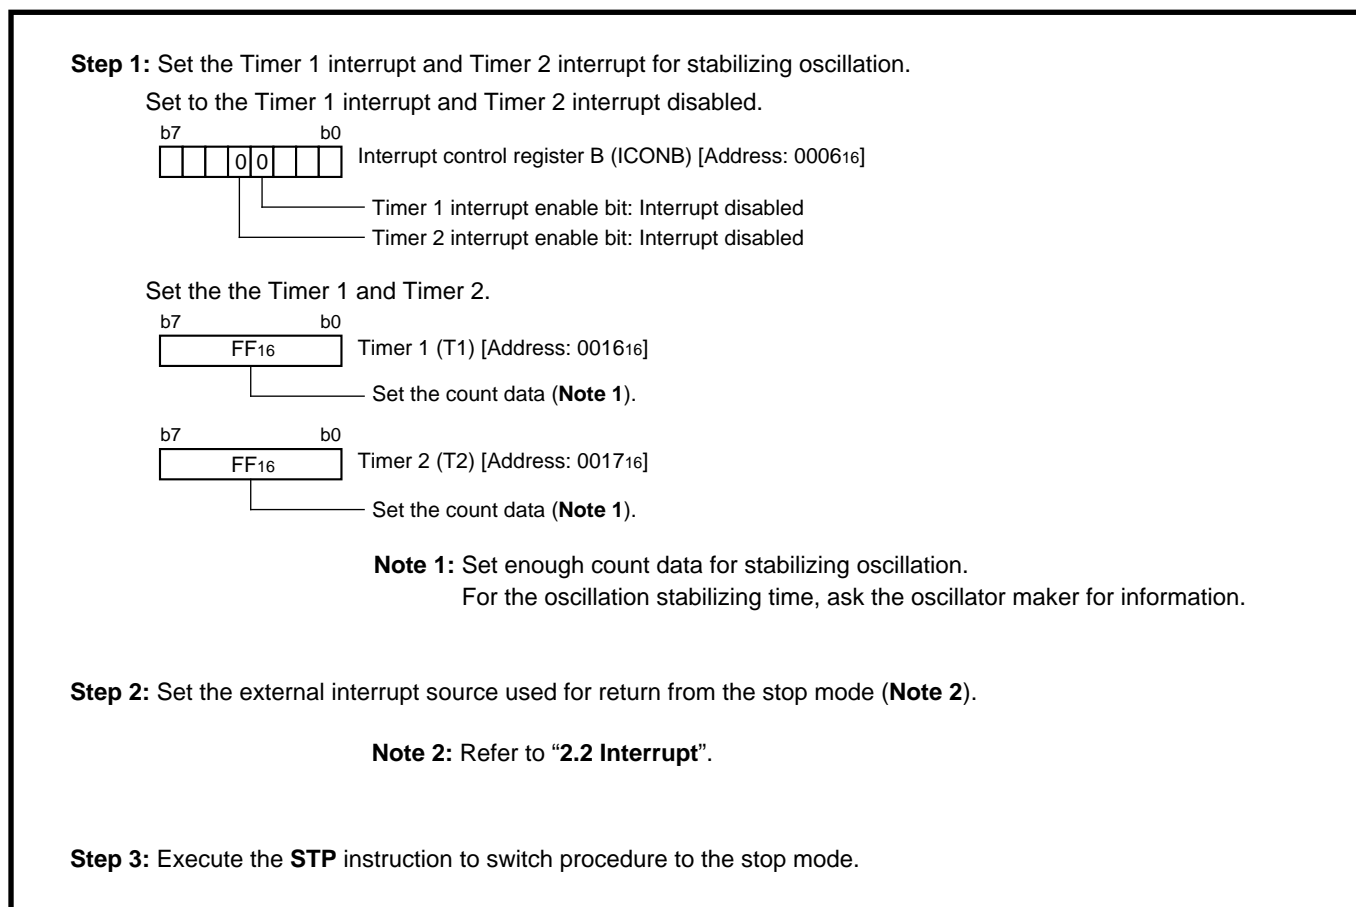 Step 1: Set the Timer 1 interrupt and Timer 2 interrupt for stabilizing oscillation.
Set to the Timer 1 interrupt and Timer 2 interrupt disabled.
b7 b0
0 0 Interrupt control register B (ICONB) [Address: 000616]
Timer 1 interrupt enable bit: Interrupt disabled
Timer 2 interrupt enable bit: Interrupt disabled
Set the the Timer 1 and Timer 2.
b7 b0
FF16 Timer 1 (T1) [Address: 001616]
Set the count data (Note 1).
b7 b0
FF16 Timer 2 (T2) [Address: 001716]
Set the count data (Note 1).
Note 1: Set enough count data for stabilizing oscillation.
For the oscillation stabilizing time, ask the oscillator maker for information.
Step 2: Set the external interrupt source used for return from the stop mode (Note 2).
Note 2: Refer to “2.2 Interrupt”.
Step 3: Execute the STP instruction to switch procedure to the stop mode.